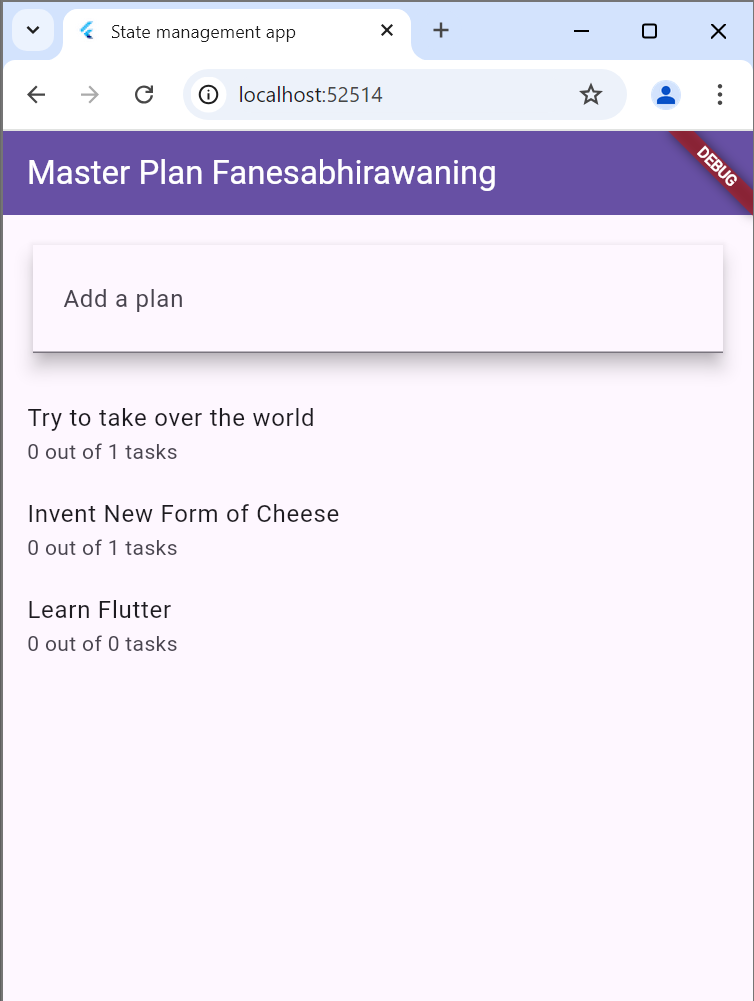 State management app
localhost:52514
Master Plan Fanesabhirawaning
DEBUG
Add a plan
Try to take over the world
0 out of 1 tasks
Invent New Form of Cheese
0 out of 1 tasks
Learn Flutter
0 out of 0 tasks